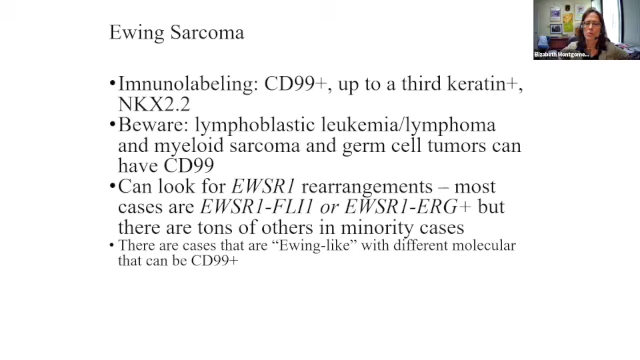 Ewing Sarcoma
•Imnunolabeling: CD99+, up to a third keratin+,
NKX2.2
•Beware: lymphoblastic leukemia/lymphoma
and myeloid sarcoma and germ cell tumors can
have CD99
•Can look for EWSR1 rearrangements – most
cases are EWSR1-FLI1 or EWSR1-ERG+ but
there are tons of others in minority cases
• There are cases that are “Ewing-like” with different molecular
that can be CD99+
Elizabeth Montgome...